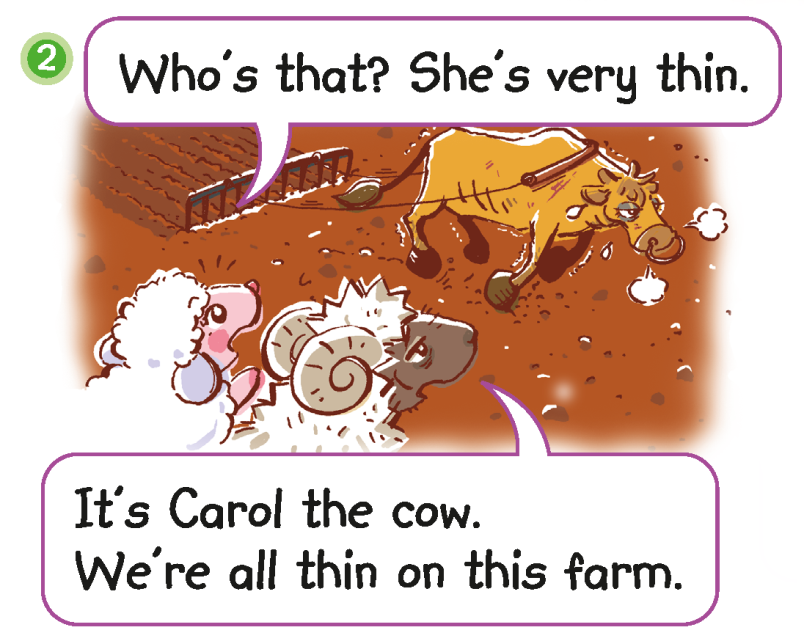 2
Who's that? She's very thin.
It's Carol the cow.
We're all thin on this farm.